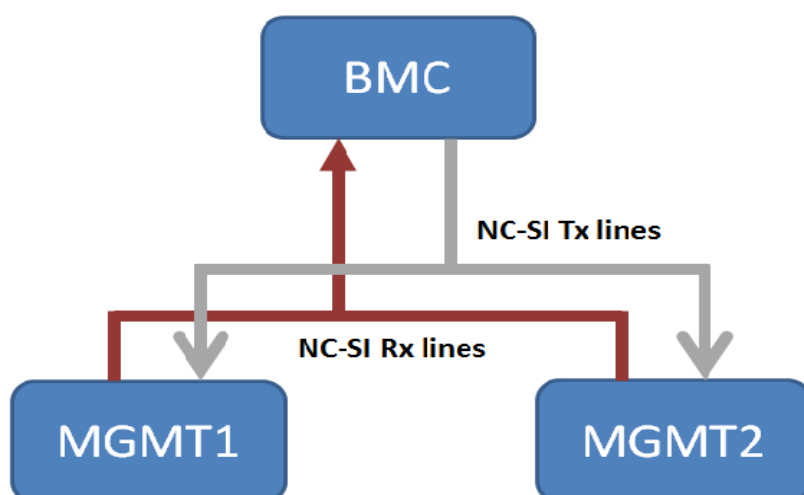 BMC
NC-SI Tx lines
NC-SI Rx lines
MGMT1
MGMT2